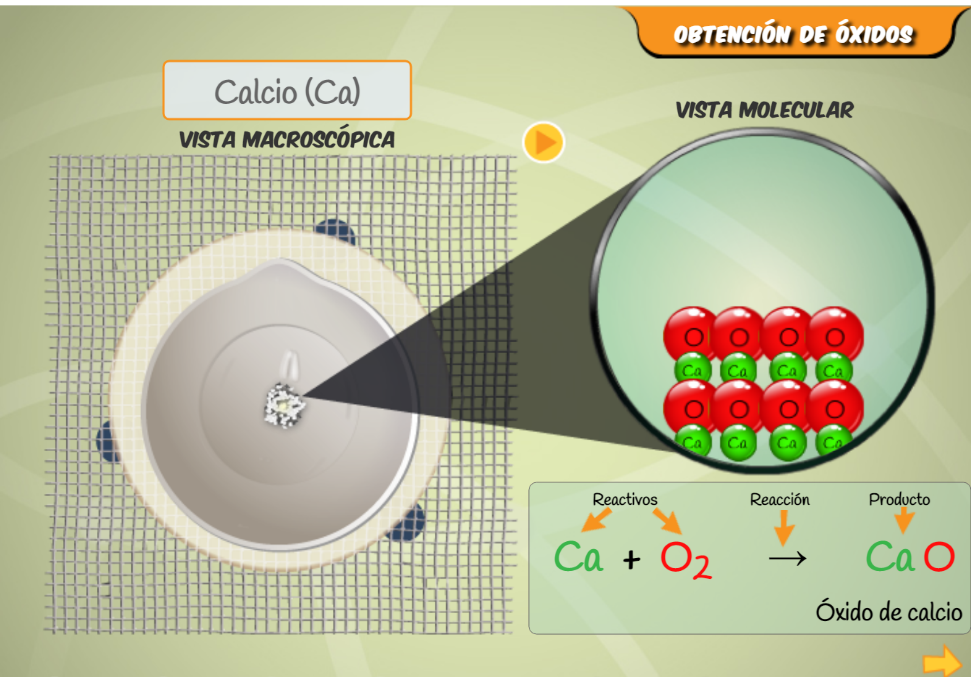 OBTENCIÓN DE ÓXIDOS
Calcio (Ca)
VISTA MACROSCÓPICA
VISTA MOLECULAR
O O O O
Ca Ca Ca Ca
O O O O
Ca Ca Ca Ca
Reactivos Reacción Producto
Ca + O₂ → Ca O
Óxido de calcio